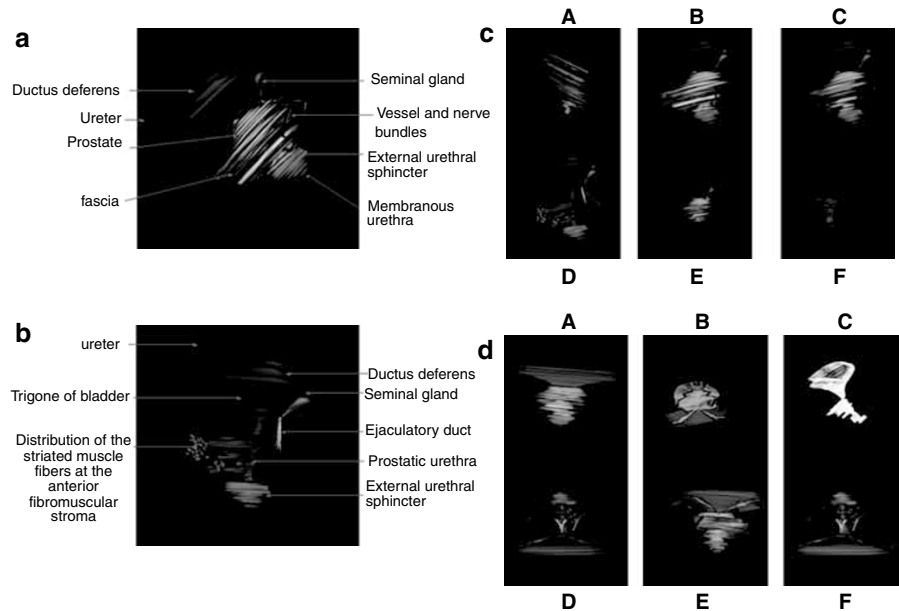 a
Ductus deferens
Ureter
Prostate
fascia
Seminal gland
Vessel and nerve
bundles
External urethral
sphincter
Membranous
urethra
b
ureter
Trigone of bladder
Distribution of the
striated muscle
fibers at the
anterior
fibromuscular
stroma
Ductus deferens
Seminal gland
Ejaculatory duct
Prostatic urethra
External urethral
sphincter
c
A B C
D E F
d
A B C
D E F